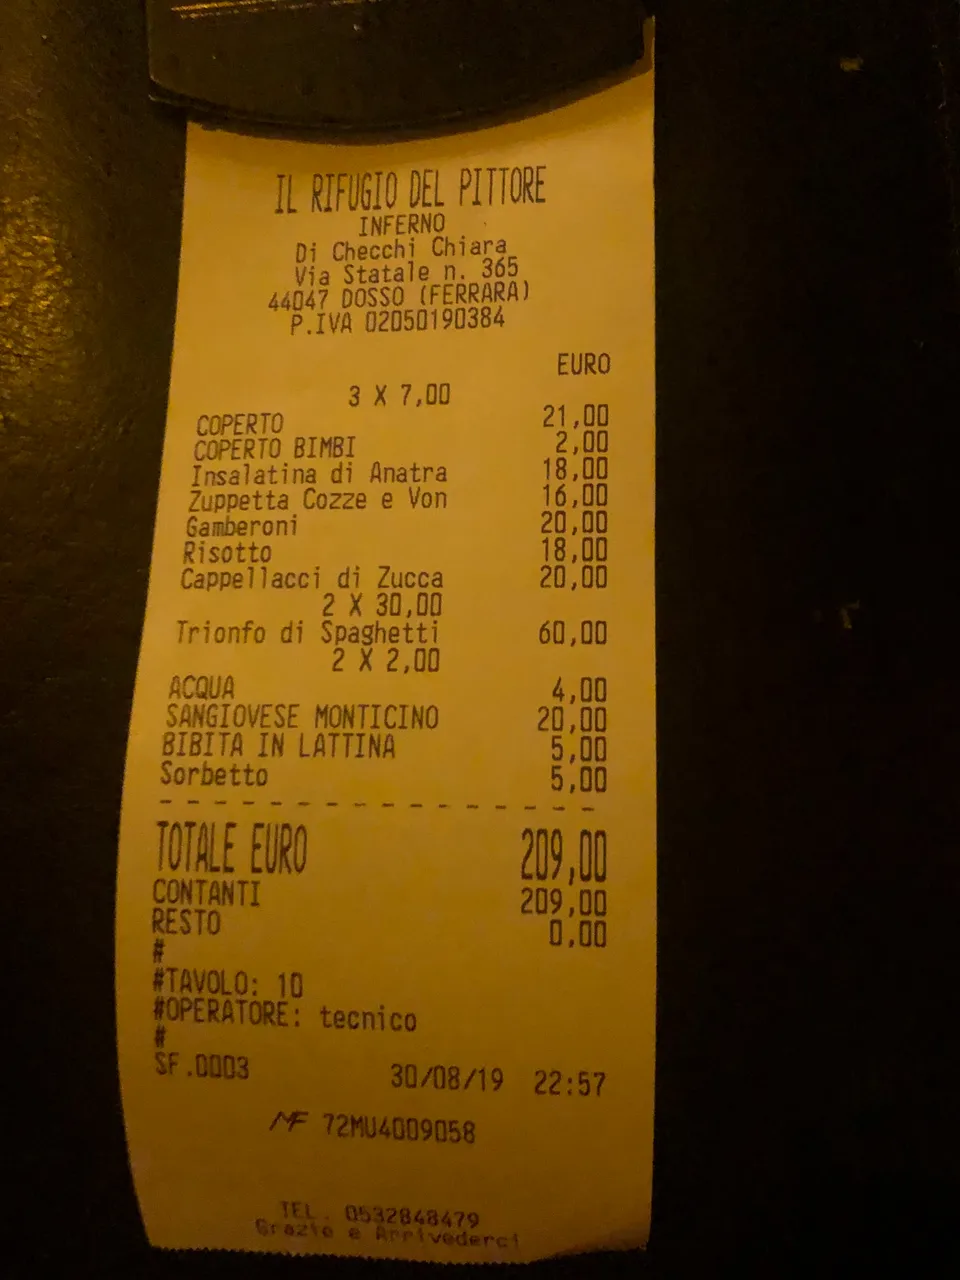 IL RIFUGIO DEL PITTORE
INFERNO
Di Checchi Chiara
Via Statale n. 365
44047 DOSSO (FERRARA)
P.IVA 02050190384
EURO
3 X 7,00
COPERTO 21,00
COPERTO BIMBI 2,00
Insalatina di Anatra 18,00
Zuppetta Cozze e Von 16,00
Gamberoni 20,00
Risotto 18,00
Cappellacci di Zucca 20,00
2 X 30,00
Trionfo di Spaghetti 60,00
2 X 2,00
ACQUA 4,00
SANGIOVESE MONTICINO 20,00
BIBITA IN LATTINA 5,00
Sorbetto 5,00
TOTALE EURO 209,00
CONTANTI 209,00
RESTO 0,00
#
#TAVOLO: 10
#OPERATORE: tecnico
#
SF.0003 30/08/19 22:57
MF 72MU4009058
TEL. 0532848479
Grazie e Arrivederci